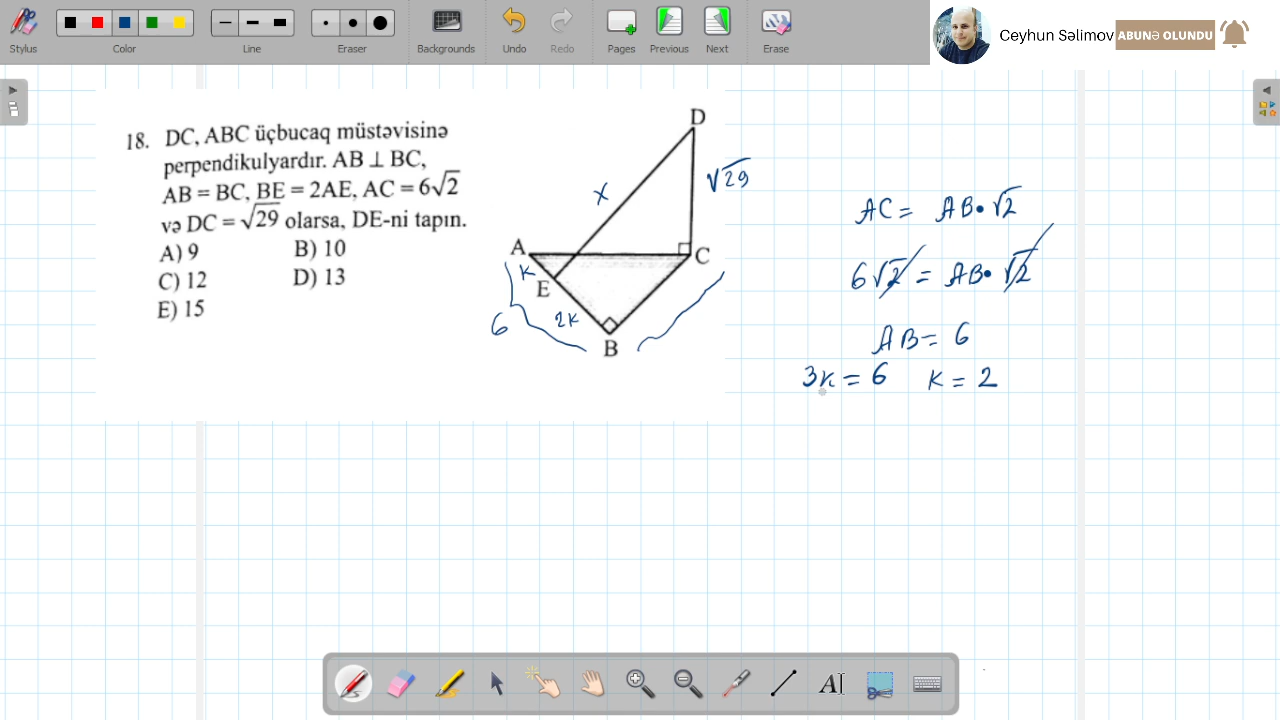 Stylus
Color
Line
Eraser
Backgrounds
Undo
Redo
Pages
Previous
Next
Erase
Ceyhun Səlimov
ABUNƏ OLUNDU
18. DC, ABC üçbucaq müstəvisinə
perpendikulyardır. AB ⊥ BC,
AB = BC, BE = 2AE, AC = 6√2
və DC = √29 olarsa, DE-ni tapın.
A) 9 B) 10
C) 12 D) 13
E) 15
D
√29
x
A
C
K
E
6
2K
B
AC = AB • √2
6√2 = AB • √2
AB = 6
3K = 6 K = 2
A